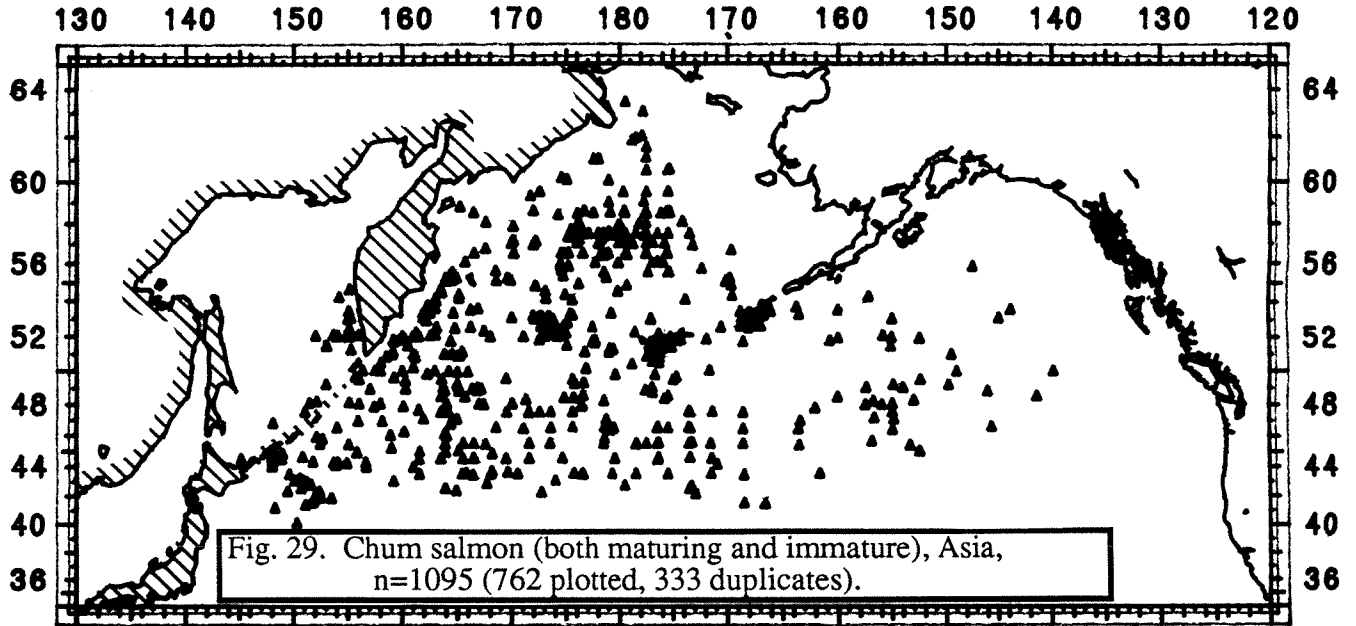 130 140 150 160 170 180 170 160 150 140 130 120
64 64
60 60
56 56
52 52
48 48
44 44
40 40
36 36
Fig. 29. Chum salmon (both maturing and immature), Asia,
n=1095 (762 plotted, 333 duplicates).